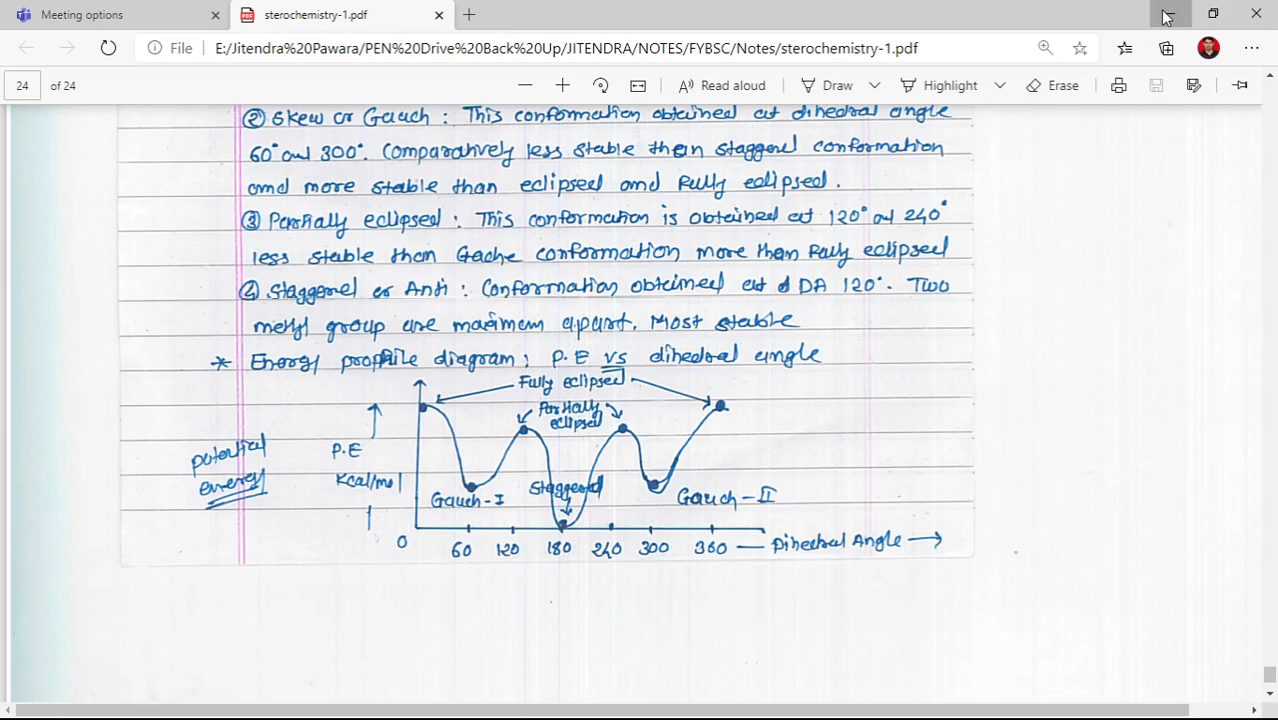 Meeting options
sterochemistry-1.pdf
File E:/Jitendra%20Pawara/PEN%20Drive%20Back%20Up/JITENDRA/NOTES/FYBSC/Notes/sterochemistry-1.pdf
24 of 24 Read aloud Draw Highlight Erase
② Skew or Gauch : This conformation obtained at dihedral angle
60° and 300°. Comparatively less stable then staggered conformation
and more stable than eclipsed and Fully eclipsed.
③ Partially eclipsed : This conformation is obtained at 120° and 240°
less stable than Gache conformation more then Fully eclipsed
④ Staggered or Anti : Conformation obtained at DA 120°. Two
methyl group are maximum apart. Most stable
* Energy prophile diagram : P.E vs dihedral angle
Fully eclipsed
Partially
eclipsed
potential
energy
P.E
Kcal/mol
Gauch-I
Staggered
Gauch-II
0 60 120 180 240 300 360 Dihedral Angle →